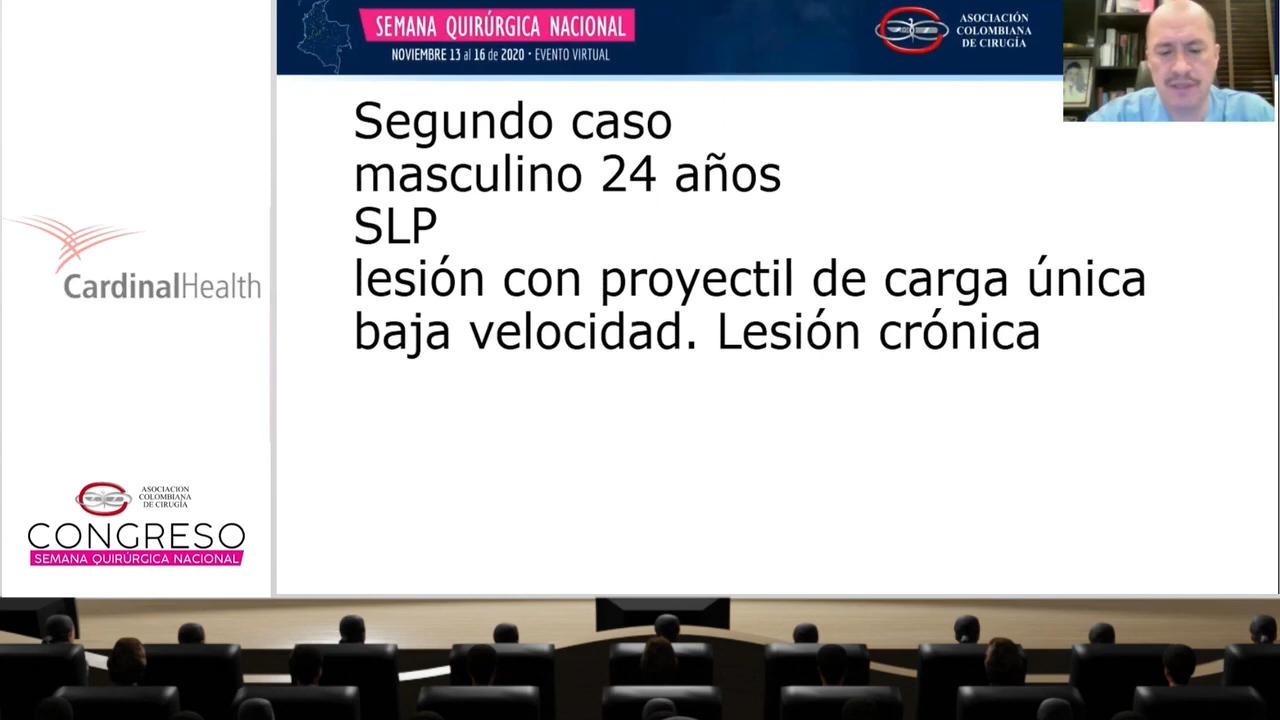 SEMANA QUIRÚRGICA NACIONAL
NOVIEMBRE 13 al 16 de 2020 • EVENTO VIRTUAL
ASOCIACIÓN
COLOMBIANA
DE CIRUGÍA
Segundo caso
masculino 24 años
SLP
lesión con proyectil de carga única
baja velocidad. Lesión crónica
CardinalHealth
ASOCIACION
COLOMBIANA
DE CIRUGÍA
CONGRESO
SEMANA QUIRÚRGICA NACIONAL